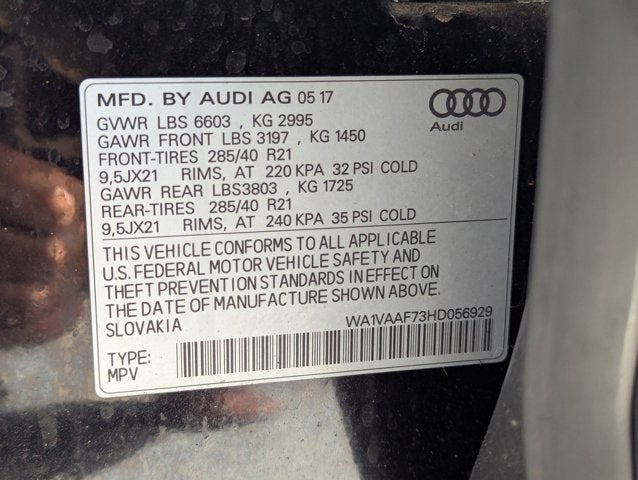 MFD. BY AUDI AG 05 17
Audi
GVWR LBS 6603 , KG 2995
GAWR FRONT LBS 3197 , KG 1450
FRONT-TIRES 285/40 R21
9,5JX21 RIMS, AT 220 KPA 32 PSI COLD
GAWR REAR LBS3803 , KG 1725
REAR-TIRES 285/40 R21
9,5JX21 RIMS, AT 240 KPA 35 PSI COLD
THIS VEHICLE CONFORMS TO ALL APPLICABLE
U.S. FEDERAL MOTOR VEHICLE SAFETY AND
THEFT PREVENTION STANDARDS IN EFFECT ON
THE DATE OF MANUFACTURE SHOWN ABOVE.
SLOVAKIA
WA1VAAF73HD056929
TYPE:
MPV